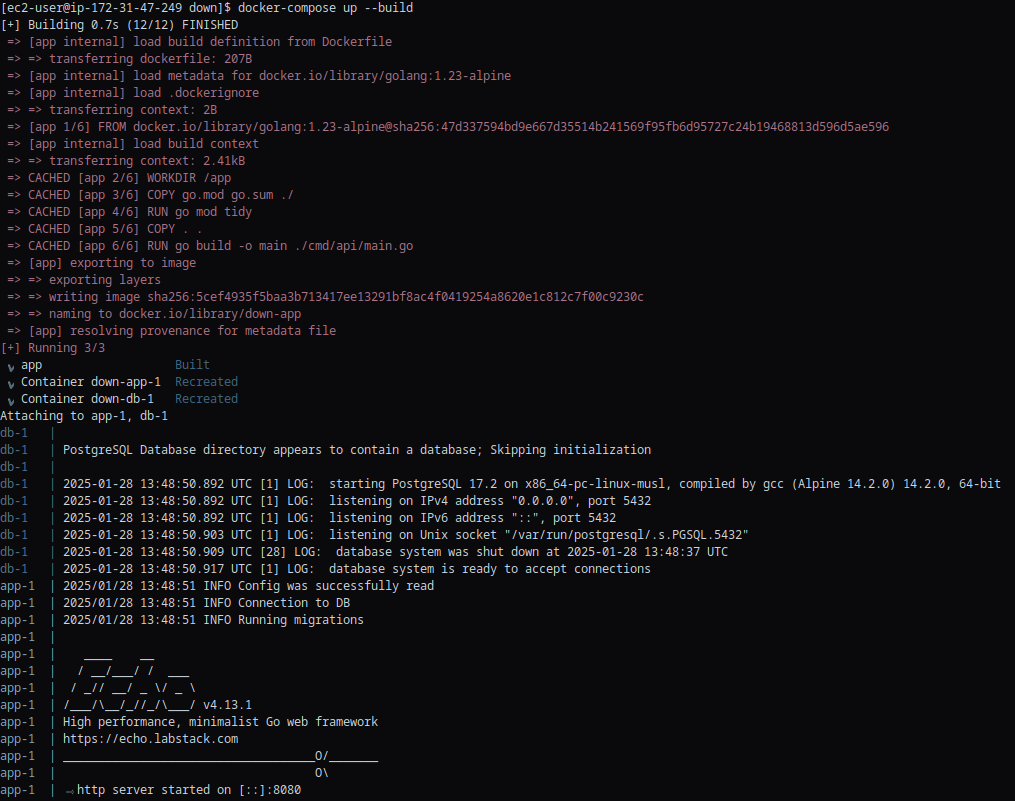 [ec2-user@ip-172-31-47-249 down]$ docker-compose up --build
[+] Building 0.7s (12/12) FINISHED
=> [app internal] load build definition from Dockerfile
=> => transferring dockerfile: 207B
=> [app internal] load metadata for docker.io/library/golang:1.23-alpine
=> [app internal] load .dockerignore
=> => transferring context: 2B
=> [app 1/6] FROM docker.io/library/golang:1.23-alpine@sha256:47d337594bd9e667d35514b241569f95fb6d95727c24b19468813d596d5ae596
=> [app internal] load build context
=> => transferring context: 2.41kB
=> CACHED [app 2/6] WORKDIR /app
=> CACHED [app 3/6] COPY go.mod go.sum ./
=> CACHED [app 4/6] RUN go mod tidy
=> CACHED [app 5/6] COPY . .
=> CACHED [app 6/6] RUN go build -o main ./cmd/api/main.go
=> [app] exporting to image
=> => exporting layers
=> => writing image sha256:5cef4935f5baa3b713417ee13291bf8ac4f0419254a8620e1c812c7f00c9230c
=> => naming to docker.io/library/down-app
=> [app] resolving provenance for metadata file
[+] Running 3/3
✔ app                   Built
✔ Container down-app-1  Recreated
✔ Container down-db-1   Recreated
Attaching to app-1, db-1
db-1   |
db-1   | PostgreSQL Database directory appears to contain a database; Skipping initialization
db-1   |
db-1   | 2025-01-28 13:48:50.892 UTC [1] LOG:  starting PostgreSQL 17.2 on x86_64-pc-linux-musl, compiled by gcc (Alpine 14.2.0) 14.2.0, 64-bit
db-1   | 2025-01-28 13:48:50.892 UTC [1] LOG:  listening on IPv4 address "0.0.0.0", port 5432
db-1   | 2025-01-28 13:48:50.892 UTC [1] LOG:  listening on IPv6 address "::", port 5432
db-1   | 2025-01-28 13:48:50.903 UTC [1] LOG:  listening on Unix socket "/var/run/postgresql/.s.PGSQL.5432"
db-1   | 2025-01-28 13:48:50.909 UTC [28] LOG:  database system was shut down at 2025-01-28 13:48:37 UTC
db-1   | 2025-01-28 13:48:50.917 UTC [1] LOG:  database system is ready to accept connections
app-1  | 2025/01/28 13:48:51 INFO Config was successfully read
app-1  | 2025/01/28 13:48:51 INFO Connection to DB
app-1  | 2025/01/28 13:48:51 INFO Running migrations
app-1  |
app-1  |    ____    __
app-1  |   / __/___/ /  ___
app-1  |  / _// __/ _ \/ _ \
app-1  | /___/\__/_//_/\___/ v4.13.1
app-1  | High performance, minimalist Go web framework
app-1  | https://echo.labstack.com
app-1  | ____________________________________O/_______
app-1  |                                     O\
app-1  | ⇨ http server started on [::]:8080